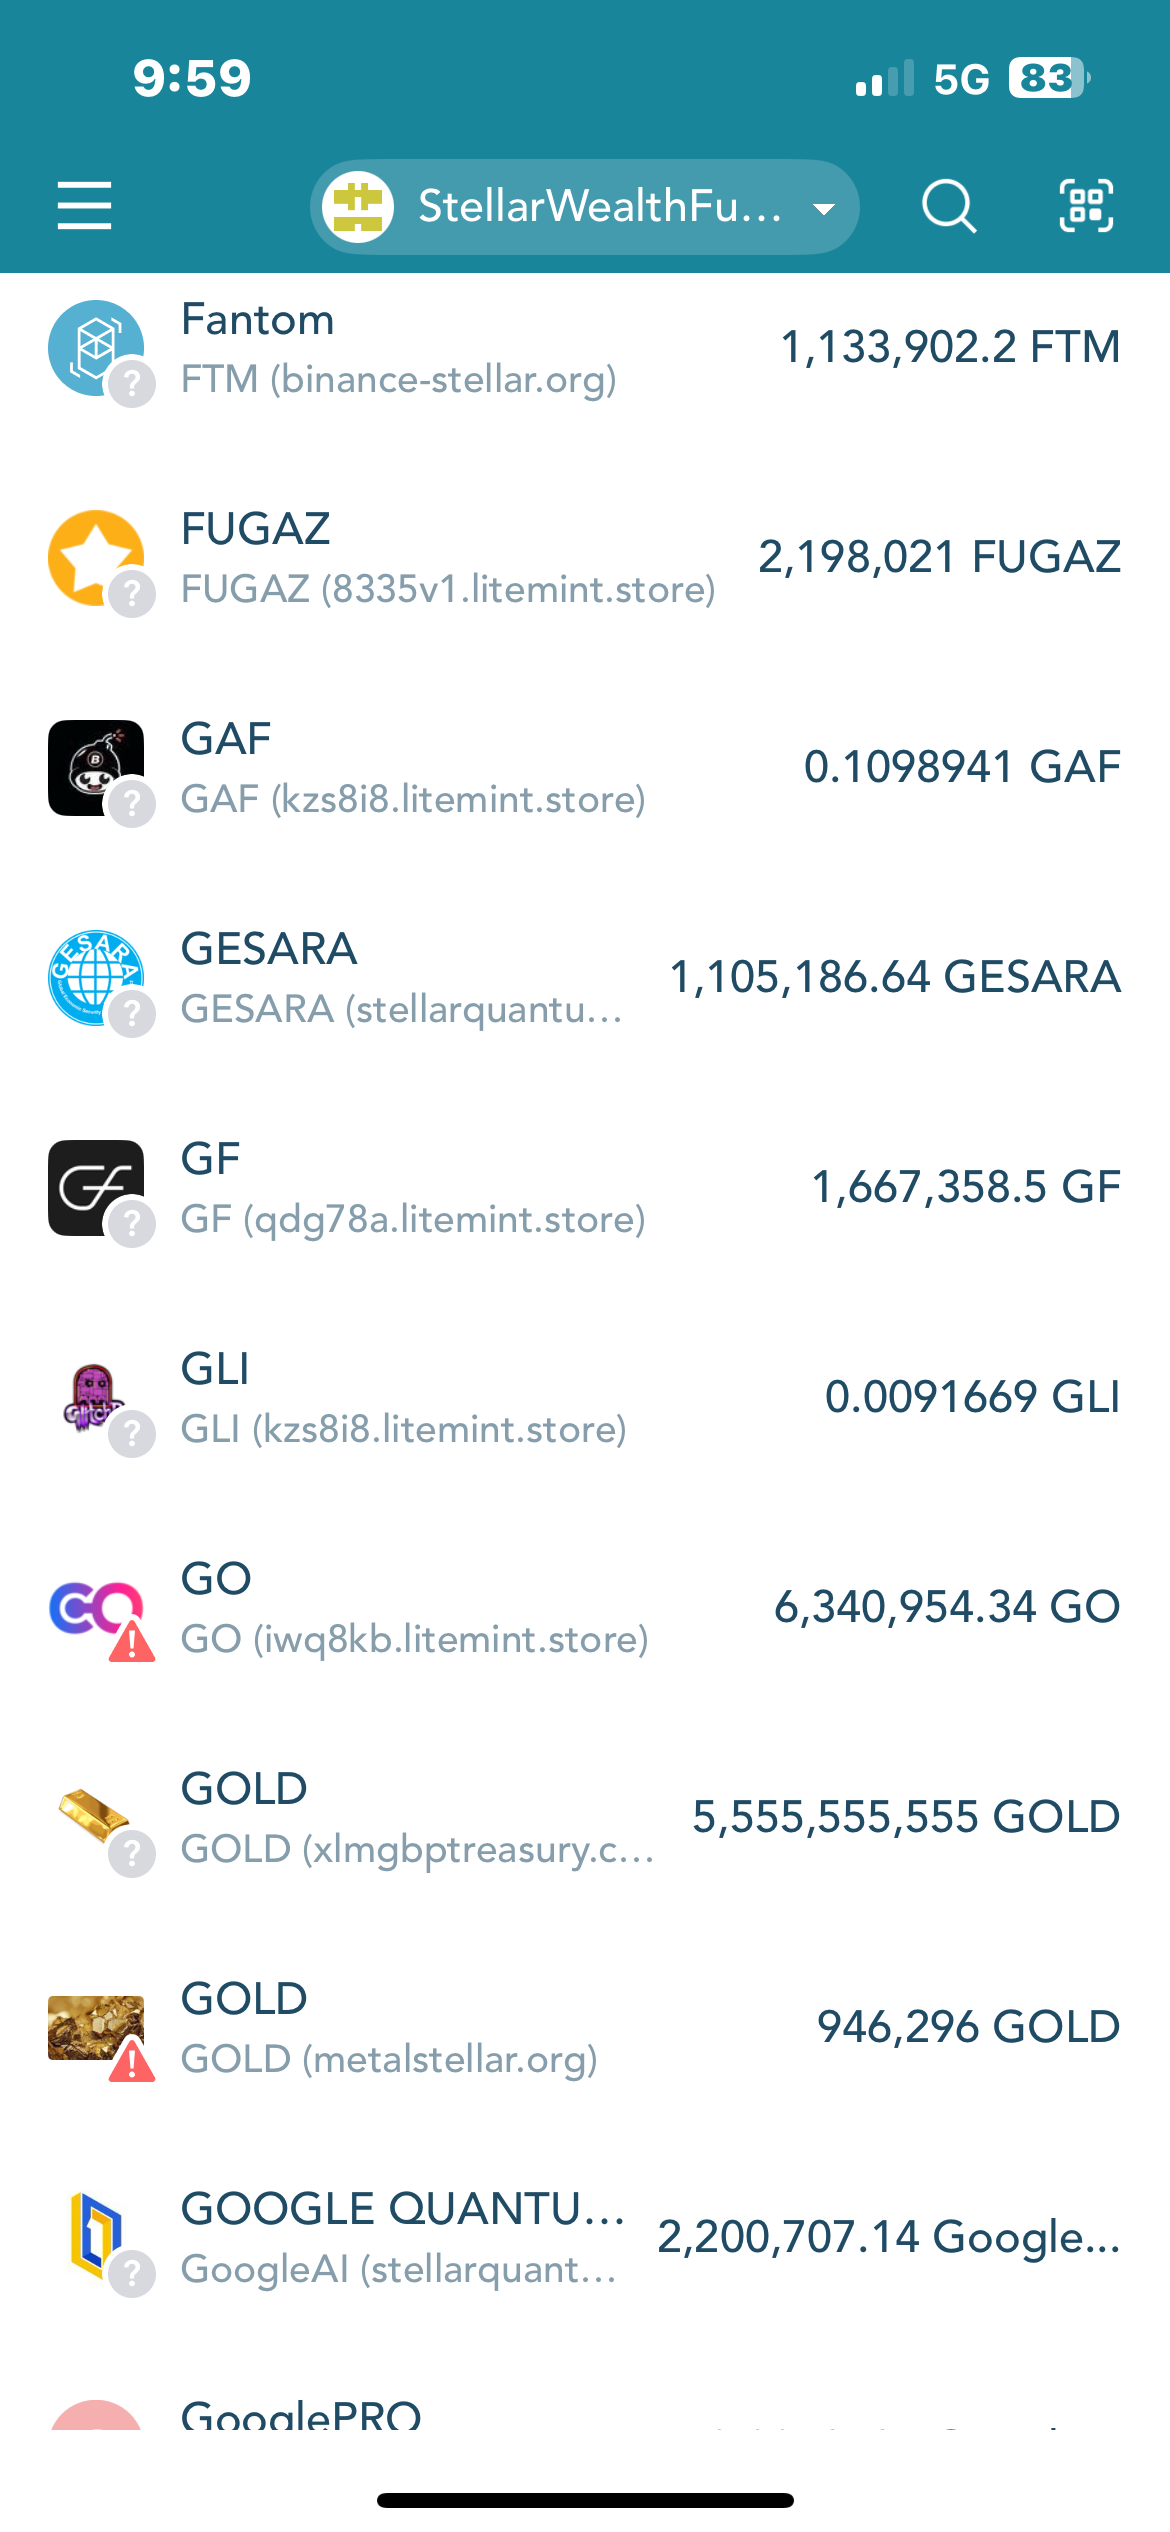 9:59
5G 83
StellarWealthFu...
Fantom
1,133,902.2 FTM
FTM (binance-stellar.org)
FUGAZ
2,198,021 FUGAZ
FUGAZ (8335v1.litemint.store)
GAF
0.1098941 GAF
GAF (kzs8i8.litemint.store)
GESARA
GESARA
1,105,186.64 GESARA
GESARA (stellarquantu...
GF
GF
1,667,358.5 GF
GF (qdg78a.litemint.store)
GLI
0.0091669 GLI
GLI (kzs8i8.litemint.store)
GO
6,340,954.34 GO
GO (iwq8kb.litemint.store)
GOLD
5,555,555,555 GOLD
GOLD (xlmgbptreasury.c...
GOLD
946,296 GOLD
GOLD (metalstellar.org)
GOOGLE QUANTU...
2,200,707.14 Google...
GoogleAI (stellarquant...
GooglePRO